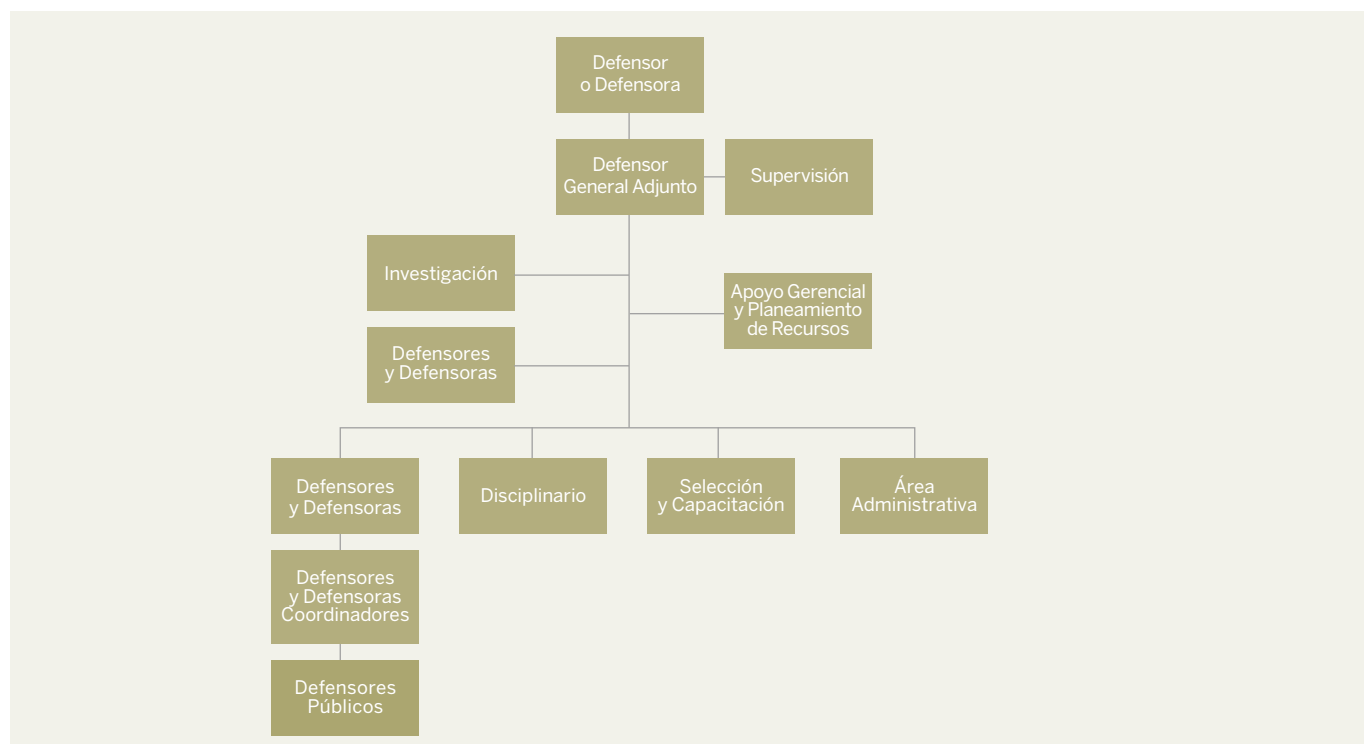 Defensor
o Defensora
Defensor
General Adjunto
Supervisión
Investigación
Apoyo Gerencial
y Planeamiento
de Recursos
Defensores
y Defensoras
Defensores
y Defensoras
Disciplinario
Selección
y Capacitación
Área
Administrativa
Defensores
y Defensoras
Coordinadores
Defensores
Públicos